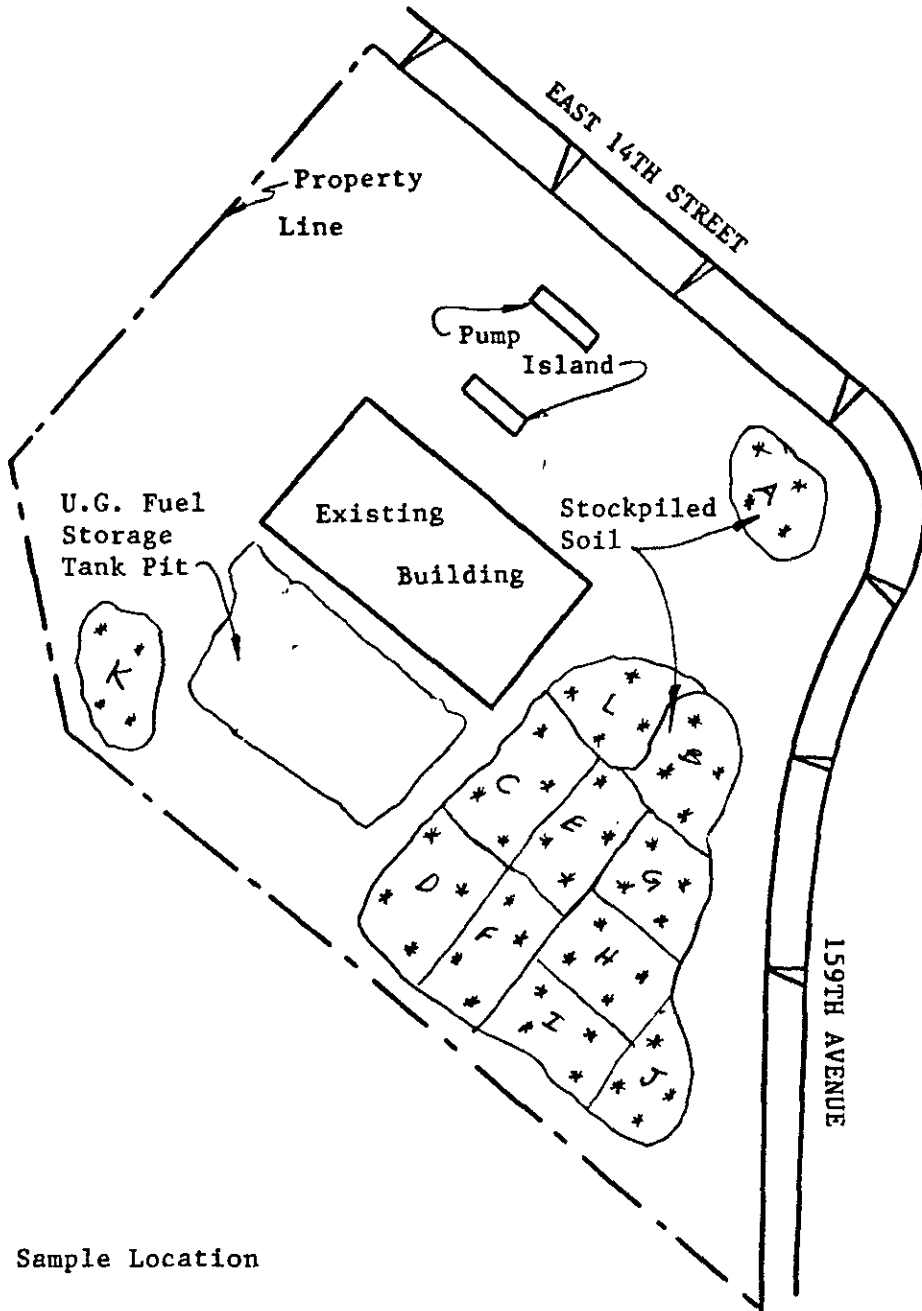 EAST 14TH STREET
Property
Line
Pump
Island
U.G. Fuel
Storage
Tank Pit
Existing
Building
Stockpiled
Soil
A
K
L
B
C
E
D
G
F
H
I
J
159TH AVENUE
Sample Location